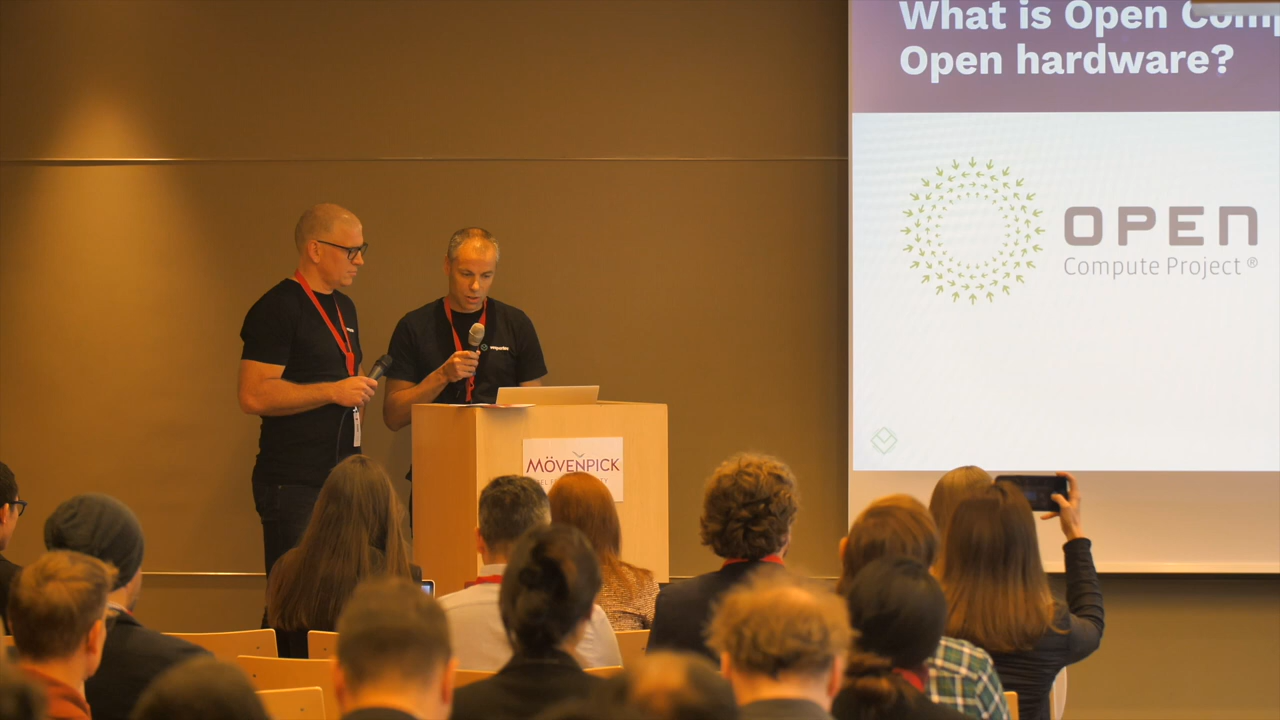 What is Open Comp
Open hardware?
OPEN
Compute Project®
MÖVENPICK